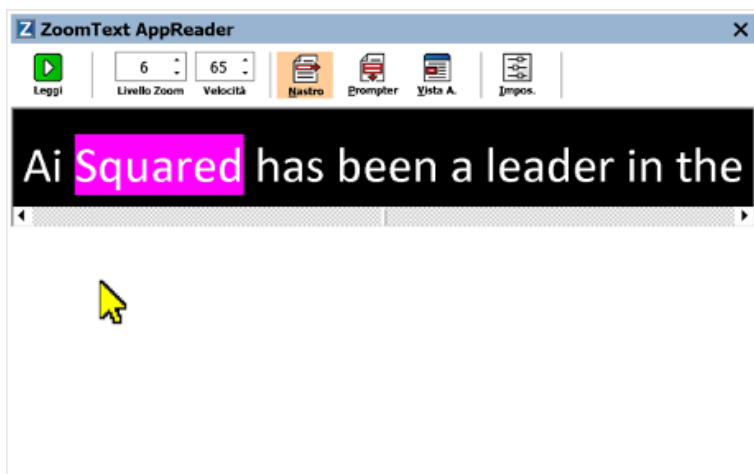 Z ZoomText AppReader
6 65
Leggi Livello Zoom Velocità Nastro Prompter Vista A. Impos.
Ai Squared has been a leader in the